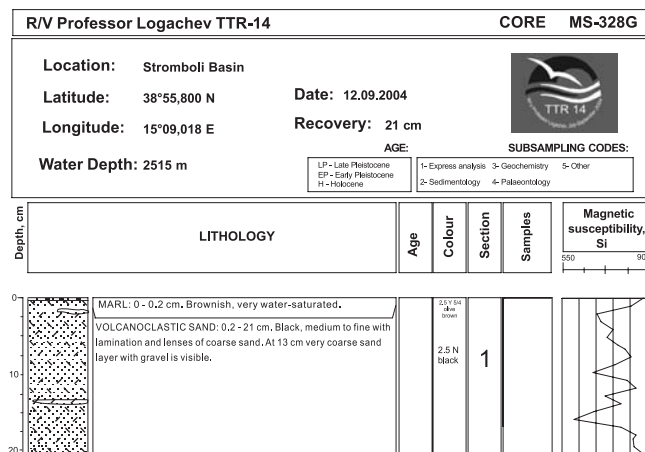 R/V Professor Logachev TTR-14 CORE MS-328G
Location: Stromboli Basin
Latitude: 38°55,800 N
Date: 12.09.2004
Longitude: 15°09,018 E
Recovery: 21 cm
Water Depth: 2515 m
TTR 14
AGE:
LP - Late Pleistocene
EP - Early Pleistocene
H - Holocene
SUBSAMPLING CODES:
1- Express analysis 3- Geochemistry 5- Other
2- Sedimentology 4- Palaeontology
Depth, cm
LITHOLOGY
Age
Colour
Section
Samples
Magnetic
susceptibility,
Si
550 90
0
MARL: 0 - 0.2 cm. Brownish, very water-saturated.
VOLCANOCLASTIC SAND: 0.2 - 21 cm. Black, medium to fine with
lamination and lenses of coarse sand. At 13 cm very coarse sand
layer with gravel is visible.
2,5 Y 5/4
olive
brown
2.5 N
black
1
10
20